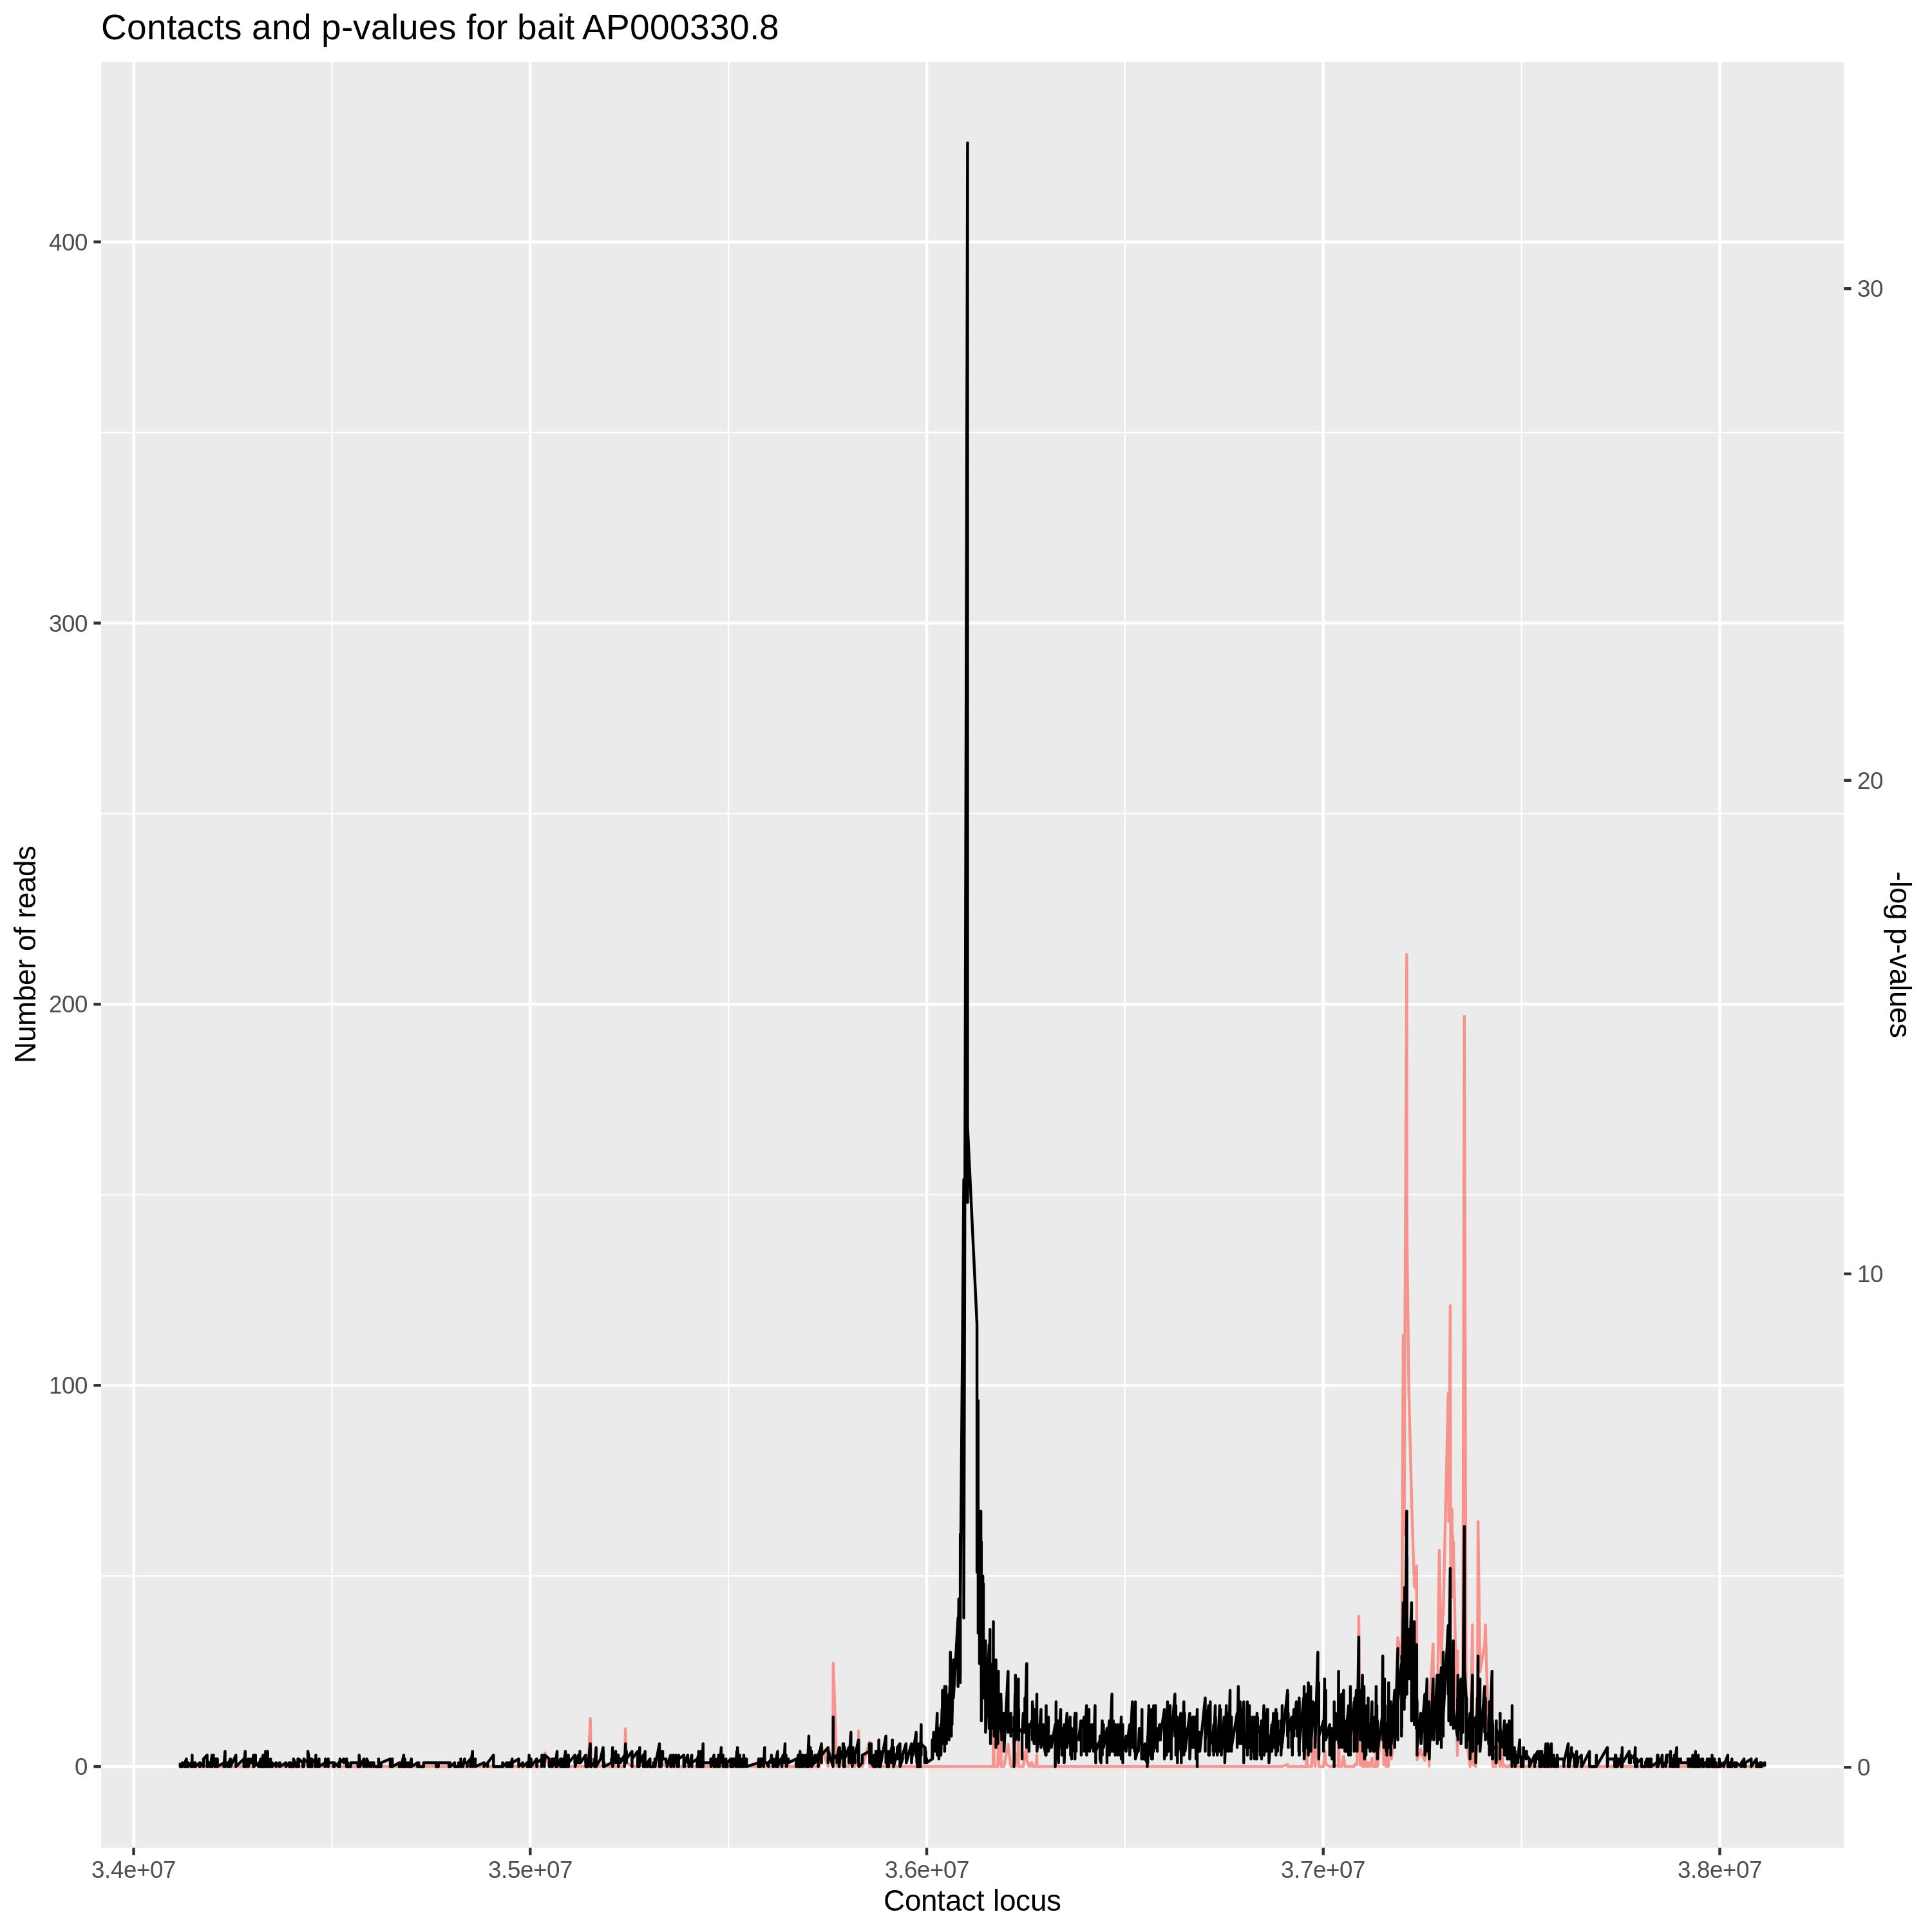 Contacts and p-values for bait AP000330.8
400
300
200
100
0
30
20
10
0
Number of reads
-log p-values
3.4e+07 3.5e+07 3.6e+07 3.7e+07 3.8e+07
Contact locus